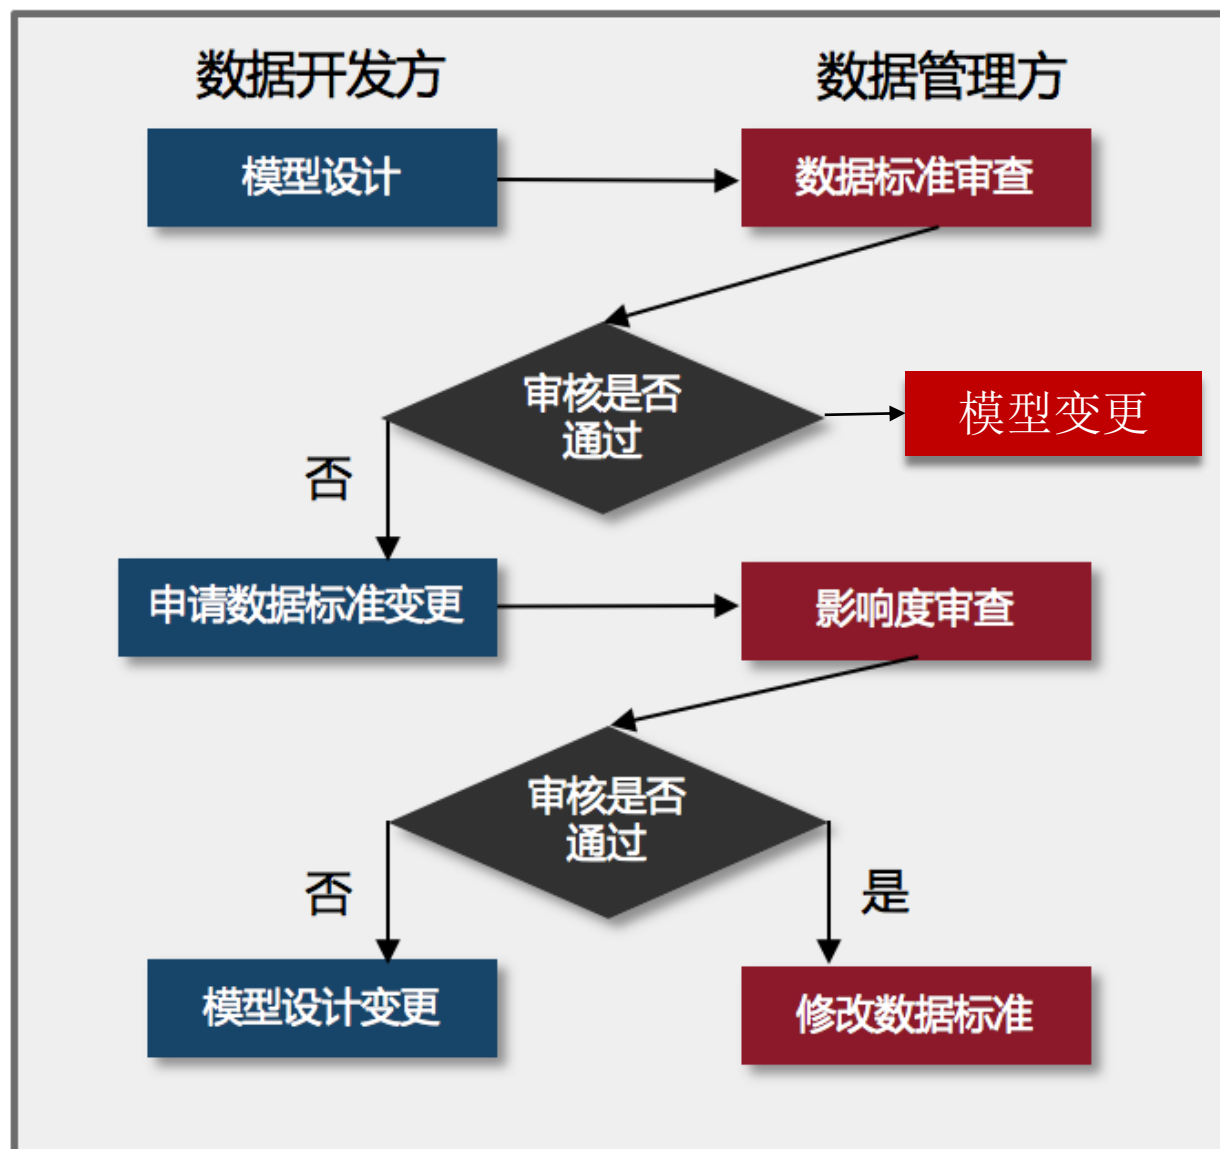 数据开发方
数据管理方
模型设计
数据标准审查
审核是否
通过
模型变更
否
申请数据标准变更
影响度审查
审核是否
通过
否
是
模型设计变更
修改数据标准